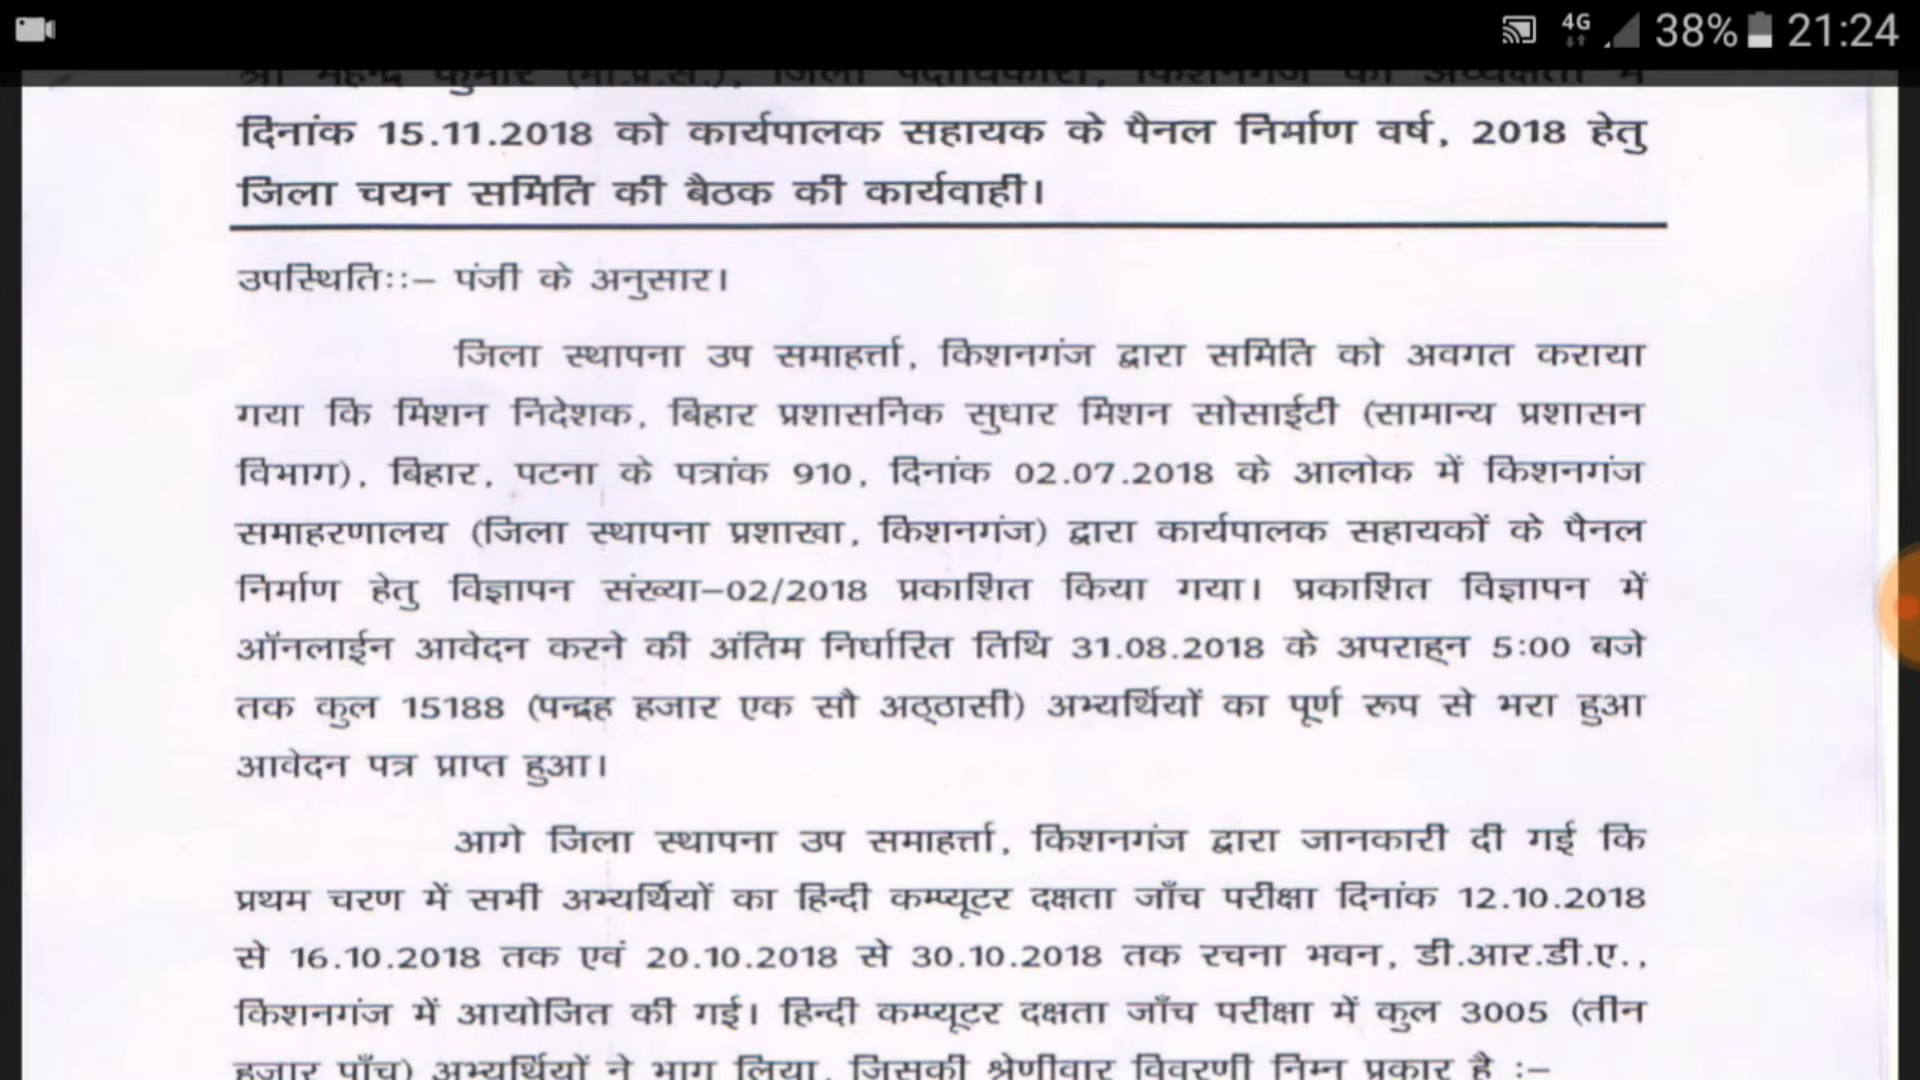 4G 38% 21:24
श्री महेन्द्र कुमार (भा.प्र.से.), जिला पदाधिकारी, किशनगंज की अध्यक्षता में
दिनांक 15.11.2018 को कार्यपालक सहायक के पैनल निर्माण वर्ष, 2018 हेतु
जिला चयन समिति की बैठक की कार्यवाही।
उपस्थितिः:– पंजी के अनुसार।
जिला स्थापना उप समाहर्त्ता, किशनगंज द्वारा समिति को अवगत कराया
गया कि मिशन निदेशक, बिहार प्रशासनिक सुधार मिशन सोसाईटी (सामान्य प्रशासन
विभाग), बिहार, पटना के पत्रांक 910, दिनांक 02.07.2018 के आलोक में किशनगंज
समाहरणालय (जिला स्थापना प्रशाखा, किशनगंज) द्वारा कार्यपालक सहायकों के पैनल
निर्माण हेतु विज्ञापन संख्या–02/2018 प्रकाशित किया गया। प्रकाशित विज्ञापन में
ऑनलाईन आवेदन करने की अंतिम निर्धारित तिथि 31.08.2018 के अपराह्न 5:00 बजे
तक कुल 15188 (पन्द्रह हजार एक सौ अठ्ठासी) अभ्यर्थियों का पूर्ण रूप से भरा हुआ
आवेदन पत्र प्राप्त हुआ।
आगे जिला स्थापना उप समाहर्त्ता, किशनगंज द्वारा जानकारी दी गई कि
प्रथम चरण में सभी अभ्यर्थियों का हिन्दी कम्प्यूटर दक्षता जाँच परीक्षा दिनांक 12.10.2018
से 16.10.2018 तक एवं 20.10.2018 से 30.10.2018 तक रचना भवन, डी.आर.डी.ए.,
किशनगंज में आयोजित की गई। हिन्दी कम्प्यूटर दक्षता जाँच परीक्षा में कुल 3005 (तीन
हजार पाँच) अभ्यर्थियों ने भाग लिया, जिसकी श्रेणीवार विवरणी निम्न प्रकार है :–